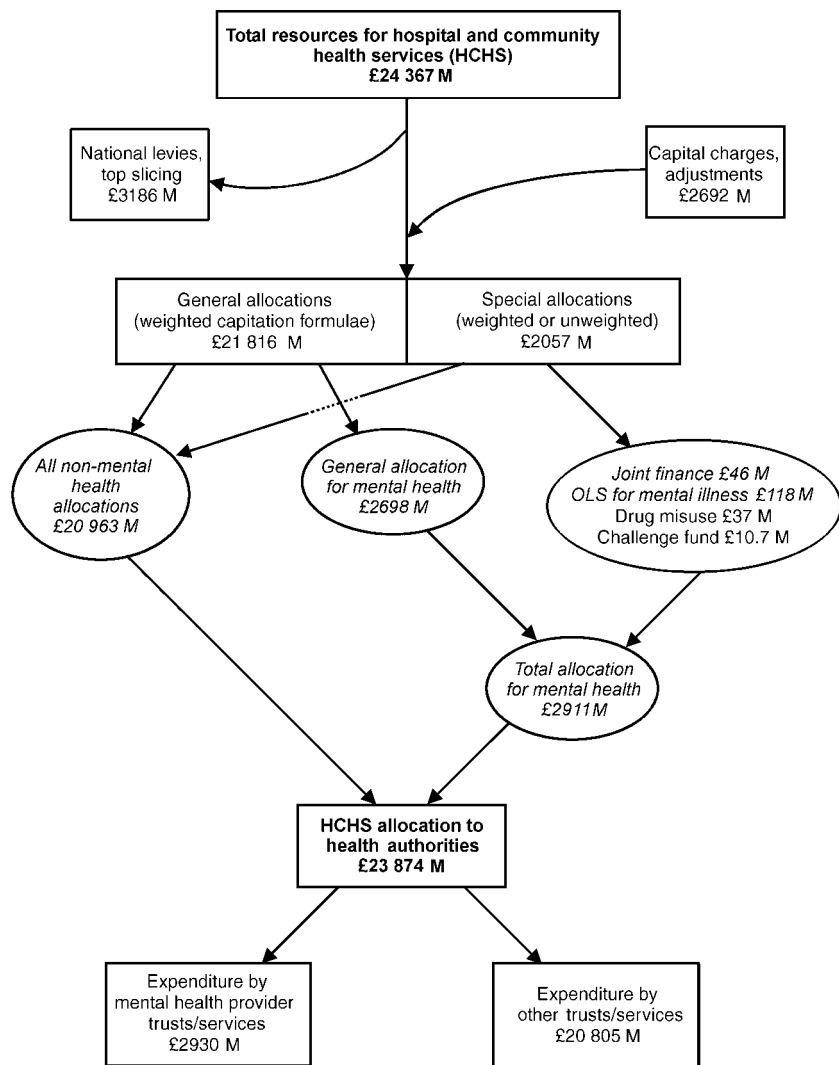 Total resources for hospital and community
health services (HCHS)
£24 367 M
National levies,
top slicing
£3186 M
Capital charges,
adjustments
£2692 M
General allocations
(weighted capitation formulae)
£21 816 M
Special allocations
(weighted or unweighted)
£2057 M
All non-mental
health
allocations
£20 963 M
General allocation
for mental health
£2698 M
Joint finance £46 M
OLS for mental illness £118 M
Drug misuse £37 M
Challenge fund £10.7 M
Total allocation
for mental health
£2911 M
HCHS allocation to
health authorities
£23 874 M
Expenditure by
mental health provider
trusts/services
£2930 M
Expenditure by
other trusts/services
£20 805 M